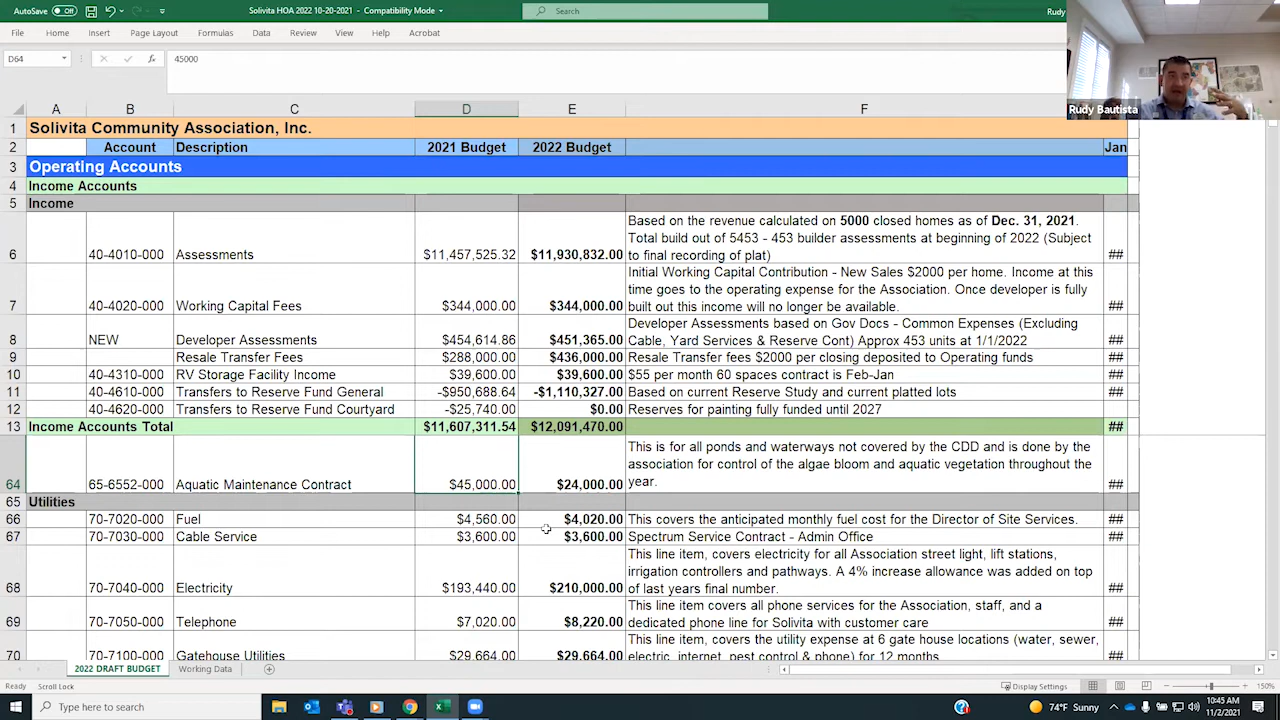 AutoSave Off Solivita HOA 2022 10-20-2021 - Compatibility Mode Search Rudy
File Home Insert Page Layout Formulas Data Review View Help Acrobat
D64 fx 45000
Rudy Bautista
A B C D E F
1 Solivita Community Association, Inc.
2 Account Description 2021 Budget 2022 Budget Jan
3 Operating Accounts
4 Income Accounts
5 Income
Based on the revenue calculated on 5000 closed homes as of Dec. 31, 2021.
Total build out of 5453 - 453 builder assessments at beginning of 2022 (Subject
6 40-4010-000 Assessments $11,457,525.32 $11,930,832.00 to final recording of plat) ##
Initial Working Capital Contribution - New Sales $2000 per home. Income at this
time goes to the operating expense for the Association. Once developer is fully
7 40-4020-000 Working Capital Fees $344,000.00 $344,000.00 built out this income will no longer be available. ##
Developer Assessments based on Gov Docs - Common Expenses (Excluding
8 NEW Developer Assessments $454,614.86 $451,365.00 Cable, Yard Services & Reserve Cont) Approx 453 units at 1/1/2022 ##
9 Resale Transfer Fees $288,000.00 $436,000.00 Resale Transfer fees $2000 per closing deposited to Operating funds ##
10 40-4310-000 RV Storage Facility Income $39,600.00 $39,600.00 $55 per month 60 spaces contract is Feb-Jan ##
11 40-4610-000 Transfers to Reserve Fund General -$950,688.64 -$1,110,327.00 Based on current Reserve Study and current platted lots ##
12 40-4620-000 Transfers to Reserve Fund Courtyard -$25,740.00 $0.00 Reserves for painting fully funded until 2027 ##
13 Income Accounts Total $11,607,311.54 $12,091,470.00 ##
This is for all ponds and waterways not covered by the CDD and is done by the
association for control of the algae bloom and aquatic vegetation throughout the
64 65-6552-000 Aquatic Maintenance Contract $45,000.00 $24,000.00 year. ##
65 Utilities
66 70-7020-000 Fuel $4,560.00 $4,020.00 This covers the anticipated monthly fuel cost for the Director of Site Services. ##
67 70-7030-000 Cable Service $3,600.00 $3,600.00 Spectrum Service Contract - Admin Office ##
This line item, covers electricity for all Association street light, lift stations,
irrigation controllers and pathways. A 4% increase allowance was added on top
68 70-7040-000 Electricity $193,440.00 $210,000.00 of last years final number. ##
This line item covers all phone services for the Association, staff, and a
69 70-7050-000 Telephone $7,020.00 $8,220.00 dedicated phone line for Solivita with customer care ##
This line item, covers the utility expense at 6 gate house locations (water, sewer,
70 70-7100-000 Gatehouse Utilities $29,664.00 $29,664.00 electric, internet, pest control & phone) for 12 months ##
2022 DRAFT BUDGET Working Data
Ready Scroll Lock Display Settings 150%
Type here to search 74°F Sunny 10:45 AM
11/2/2021